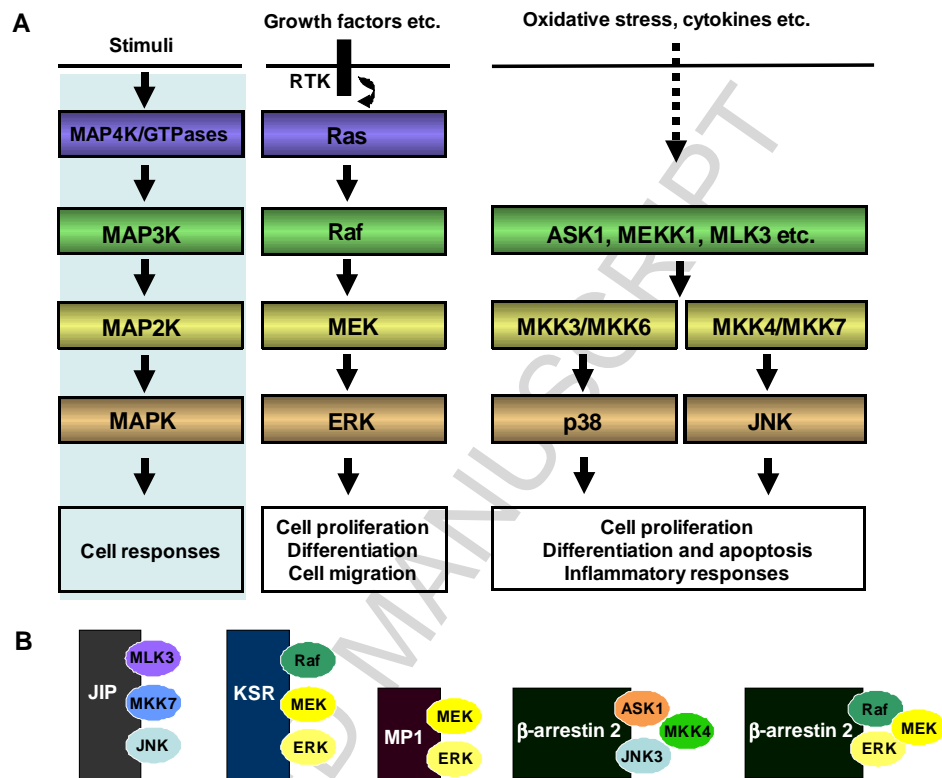 A
Stimuli
MAP4K/GTPases
MAP3K
MAP2K
MAPK
Cell responses
Growth factors etc.
RTK
Ras
Raf
MEK
ERK
Cell proliferation
Differentiation
Cell migration
Oxidative stress, cytokines etc.
ASK1, MEKK1, MLK3 etc.
MKK3/MKK6
MKK4/MKK7
p38
JNK
Cell proliferation
Differentiation and apoptosis
Inflammatory responses
B
JIP
MLK3
MKK7
JNK
KSR
Raf
MEK
ERK
MP1
MEK
ERK
β-arrestin 2
ASK1
MKK4
JNK3
β-arrestin 2
Raf
MEK
ERK
D MANUSCRIPT